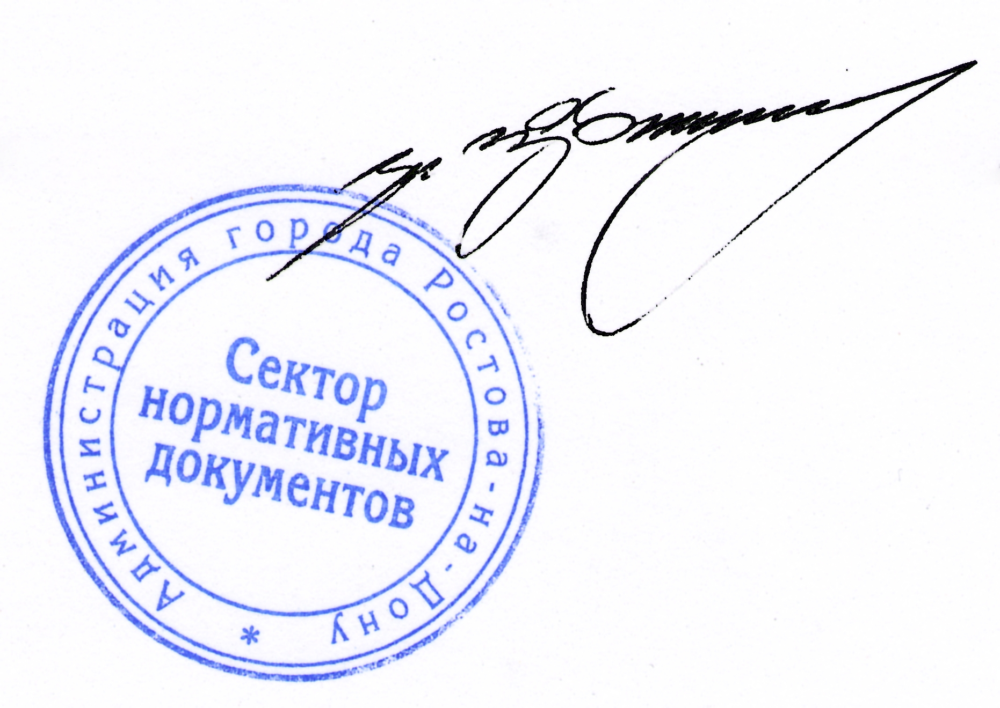 Администрация города Ростова-на-Дону *
Сектор
нормативных
документов